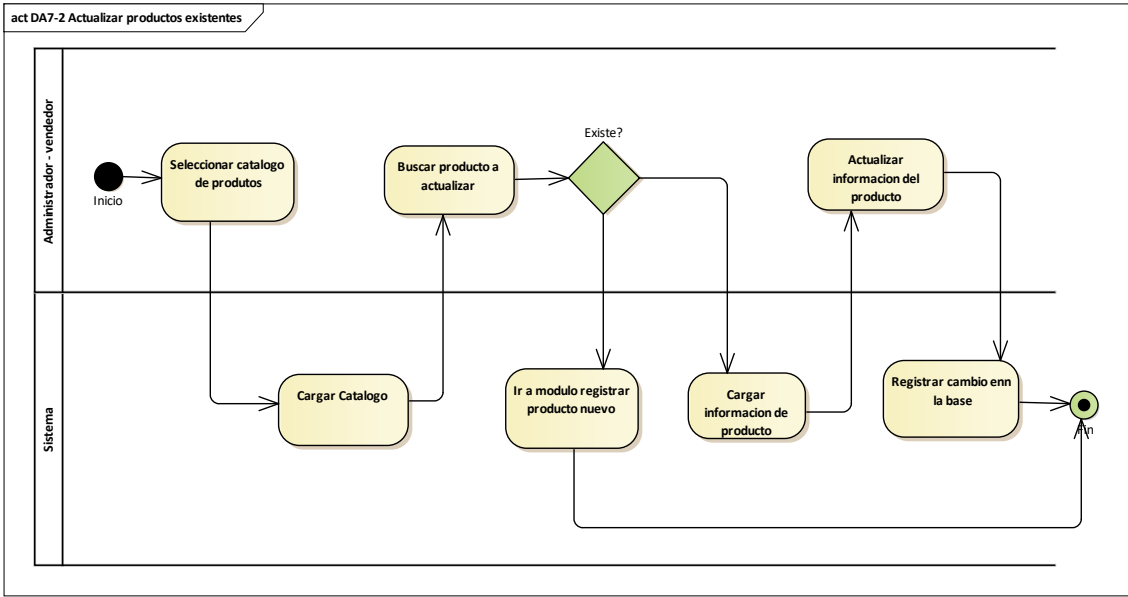 act DA7-2 Actualizar productos existentes
Administrador - vendedor
Inicio
Seleccionar catalogo
de produtos
Buscar producto a
actualizar
Existe?
Actualizar
informacion del
producto
Sistema
Cargar Catalogo
Ir a modulo registrar
producto nuevo
Cargar
informacion de
producto
Registrar cambio enn
la base
Fin